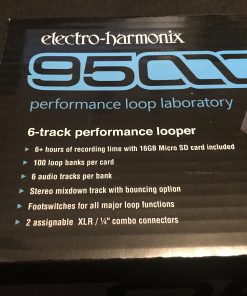 electro-harmonix
95000
performance loop laboratory
6-track performance looper
▸ 6+ hours of recording time with 16GB Micro SD card included
▸ 100 loop banks per card
▸ 6 audio tracks per bank
▸ Stereo mixdown track with bouncing option
▸ Footswitches for all major loop functions
▸ 2 assignable XLR / ¼" combo connectors